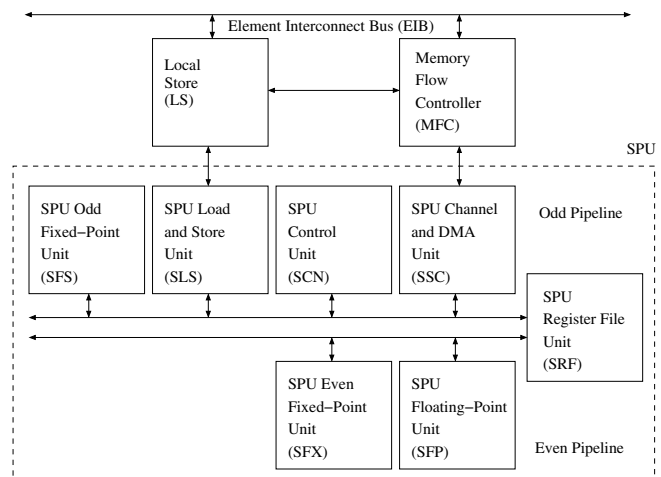 Element Interconnect Bus (EIB)
Local
Store
(LS)
Memory
Flow
Controller
(MFC)
SPU
SPU Odd
Fixed−Point
Unit
(SFS)
SPU Load
and Store
Unit
(SLS)
SPU
Control
Unit
(SCN)
SPU Channel
and DMA
Unit
(SSC)
Odd Pipeline
SPU
Register File
Unit
(SRF)
SPU Even
Fixed−Point
Unit
(SFX)
SPU
Floating−Point
Unit
(SFP)
Even Pipeline